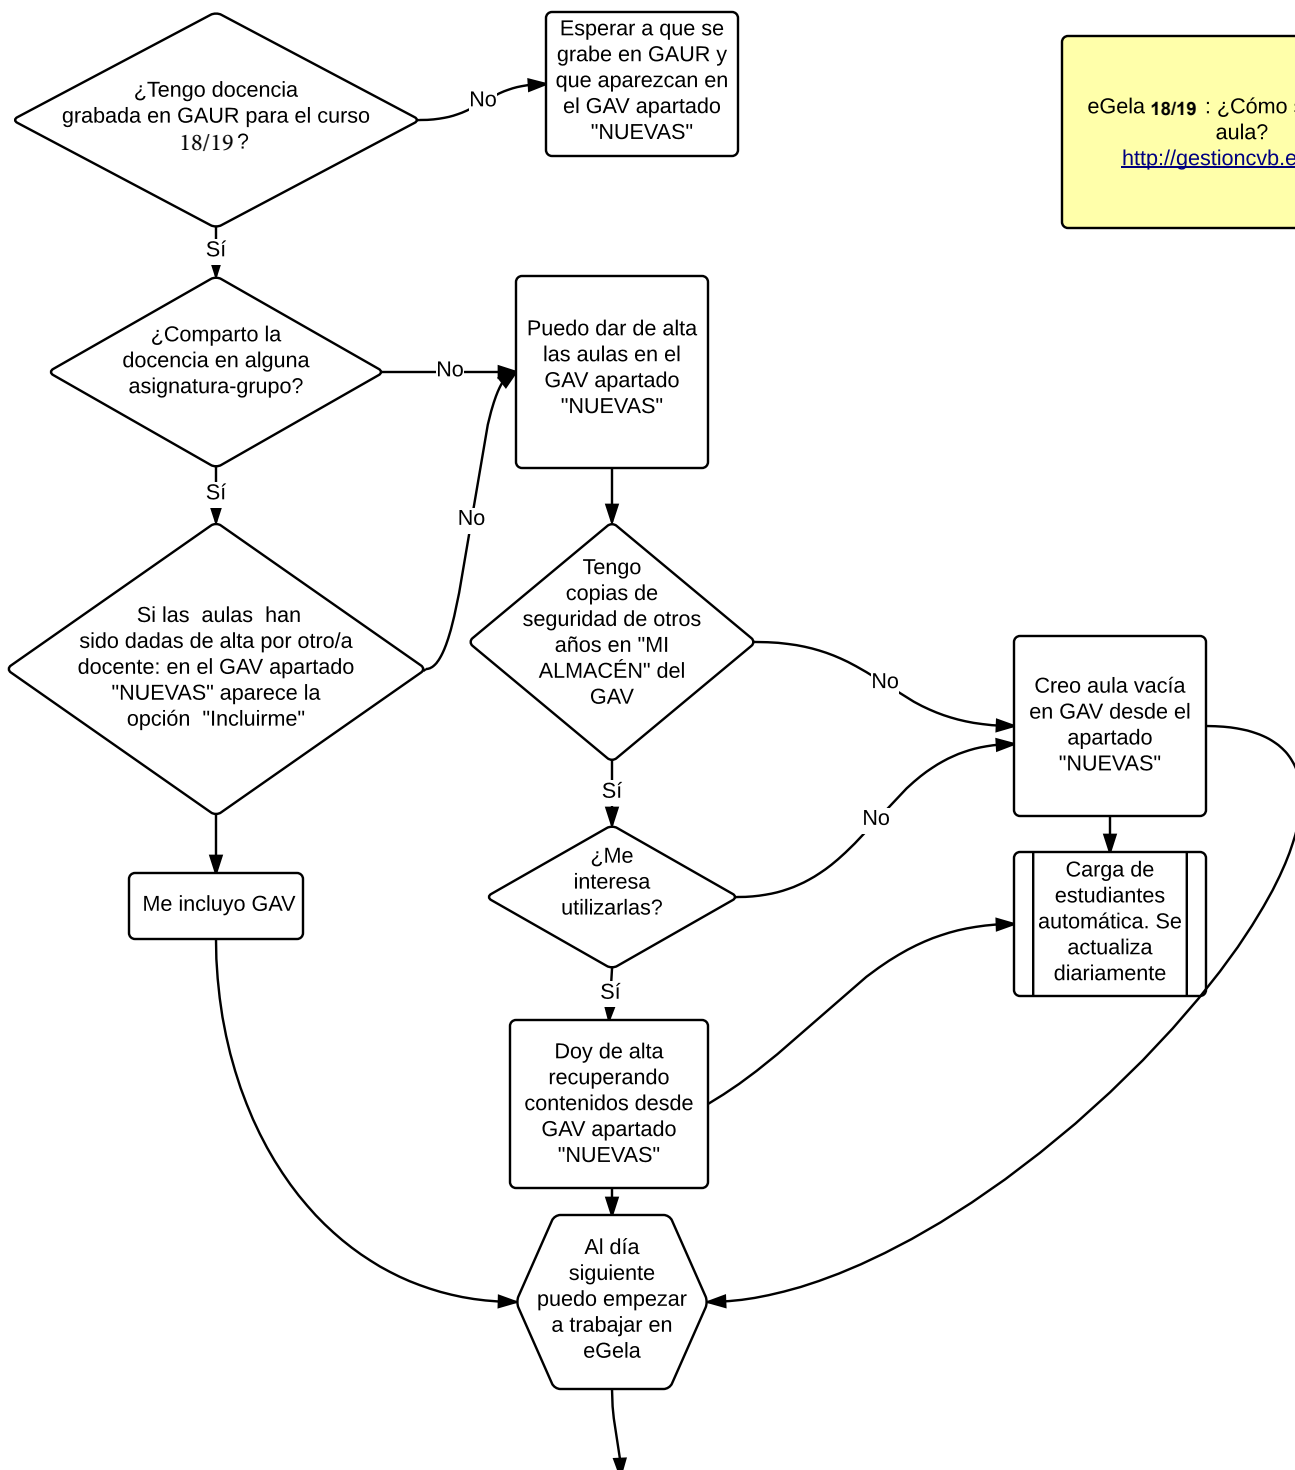 ¿Tengo docencia
grabada en GAUR para el curso
18/19 ?
No
Esperar a que se
grabe en GAUR y
que aparezcan en
el GAV apartado
"NUEVAS"
eGela 18/19 : ¿Cómo
aula?
http://gestioncvb.e
Sí
¿Comparto la
docencia en alguna
asignatura-grupo?
No
Puedo dar de alta
las aulas en el
GAV apartado
"NUEVAS"
Sí
No
Si las aulas han
sido dadas de alta por otro/a
docente: en el GAV apartado
"NUEVAS" aparece la
opción "Incluirme"
Tengo
copias de
seguridad de otros
años en "MI
ALMACÉN" del
GAV
No
Creo aula vacía
en GAV desde el
apartado
"NUEVAS"
Sí
No
¿Me
interesa
utilizarlas?
Me incluyo GAV
Carga de
estudiantes
automática. Se
actualiza
diariamente
Sí
Doy de alta
recuperando
contenidos desde
GAV apartado
"NUEVAS"
Al día
siguiente
puedo empezar
a trabajar en
eGela